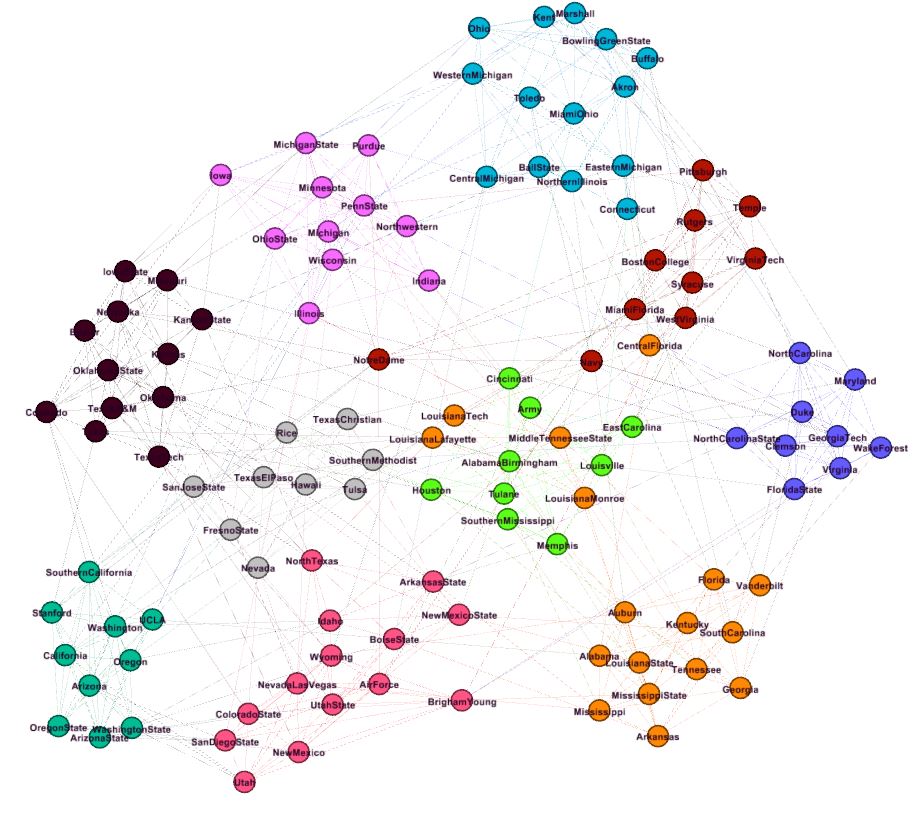 Kent
Marshall
Ohio
BowlingGreenState
Buffalo
WesternMichigan
Akron
Toledo
MiamiOhio
MichiganState
Purdue
BallState
EasternMichigan
Pittsburgh
Iowa
CentralMichigan
NorthernIllinois
Minnesota
PennState
Connecticut
Temple
Rutgers
Northwestern
OhioState
Michigan
Wisconsin
BostonCollege
VirginiaTech
IowaState
Indiana
Syracuse
Nebraska
Illinois
KansasState
MiamiFlorida
WestVirginia
CentralFlorida
Kansas
NotreDame
Navy
NorthCarolina
OklahomaState
Cincinnati
Maryland
Oklahoma
Colorado
TexasA&M
Army
LouisianaTech
Duke
TexasChristian
Rice
EastCarolina
LouisianaLafayette
MiddleTennesseeState
NorthCarolinaState
GeorgiaTech
Clemson
WakeForest
TexasTech
SouthernMethodist
AlabamaBirmingham
Louisville
Virginia
SanJoseState
TexasElPaso
Hawaii
Tulsa
Houston
Tulane
LouisianaMonroe
FloridaState
SouthernMississippi
FresnoState
Memphis
Nevada
NorthTexas
SouthernCalifornia
ArkansasState
Florida
Vanderbilt
Stanford
UCLA
Washington
Idaho
NewMexicoState
Auburn
Kentucky
SouthCarolina
BoiseState
California
Oregon
Wyoming
Alabama
LouisianaState
Tennessee
Arizona
NevadaLasVegas
AirForce
Georgia
MississippiState
UtahState
BrighamYoung
ColoradoState
Mississippi
OregonState
WashingtonState
ArizonaState
SanDiegoState
Arkansas
NewMexico
Utah